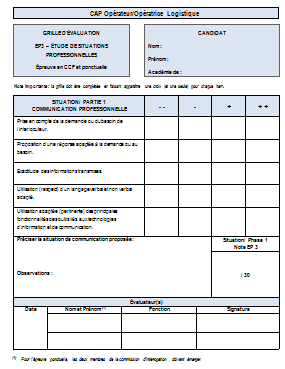 CAP Opérateur/Opératrice Logistique
GRILLE D'ÉVALUATION
EP3 – ÉTUDE DE SITUATIONS
PROFESSIONNELLES
Épreuve en CCF et ponctuelle
CANDIDAT
Nom :
Prénom :
Académie de :
Note importante : la grille doit être complétée en faisant apparaître une croix (et une seule) pour chaque item.
SITUATION/ PARTIE 1
COMMUNICATION PROFESSIONNELLE
- -
-
+
+ +
Prise en compte de la demande ou du besoin de
l'interlocuteur.
Proposition d'une réponse adaptée à la demande ou au
besoin.
Exactitude des informations transmises.
Utilisation (respect) d'un langage verbal et non verbal
adapté.
Utilisation adaptée (pertinente) des principales
fonctionnalités des outils liés aux technologies
d'information et de communication.
Préciser la situation de communication proposée:
Situation/ Phase 1
Note EP 3
Observations :
/ 30
Évaluateur(s)
Date
Nom et Prénom(1)
Fonction
Signature
(1) Pour l'épreuve ponctuelle, les deux membres de la commission d'interrogation doivent émarger